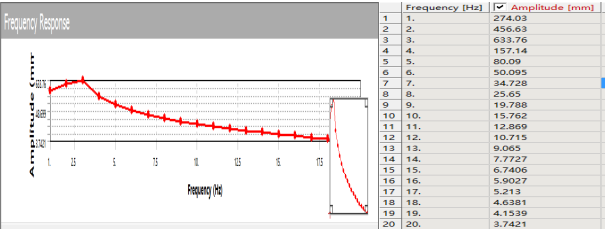 Frequency Response
Amplitude (mm
633.76
3.7421
1. 2.5 5. 7.5 10. 12.5 15. 17.5
Frequency (Hz)
Frequency [Hz] Amplitude [mm]
1 1. 274.03
2 2. 456.63
3 3. 633.76
4 4. 157.14
5 5. 80.09
6 6. 50.095
7 7. 34.728
8 8. 25.65
9 9. 19.788
10 10. 15.762
11 11. 12.869
12 12. 10.715
13 13. 9.065
14 14. 7.7727
15 15. 6.7406
16 16. 5.9027
17 17. 5.213
18 18. 4.6381
19 19. 4.1539
20 20. 3.7421